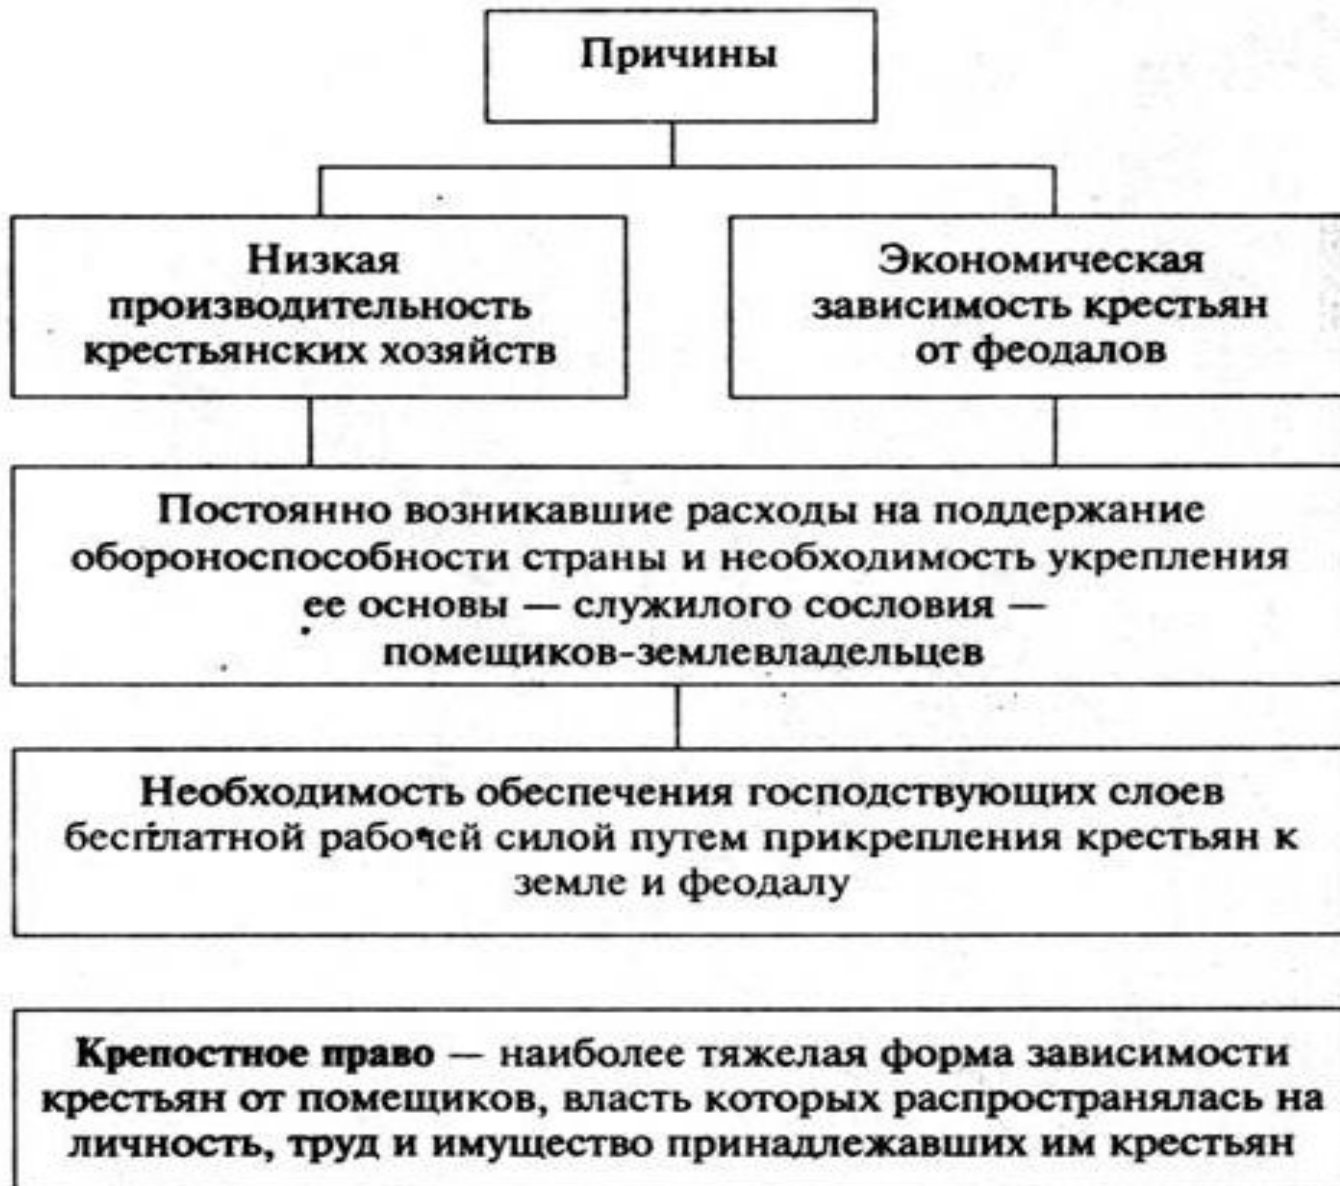 Причины
Низкая
производительность
крестьянских хозяйств
Экономическая
зависимость крестьян
от феодалов
Постоянно возникавшие расходы на поддержание
обороноспособности страны и необходимость укрепления
ее основы — служилого сословия —
помещиков-землевладельцев
Необходимость обеспечения господствующих слоев
бесплатной рабочей силой путем прикрепления крестьян к
земле и феодалу
Крепостное право — наиболее тяжелая форма зависимости
крестьян от помещиков, власть которых распространялась на
личность, труд и имущество принадлежавших им крестьян